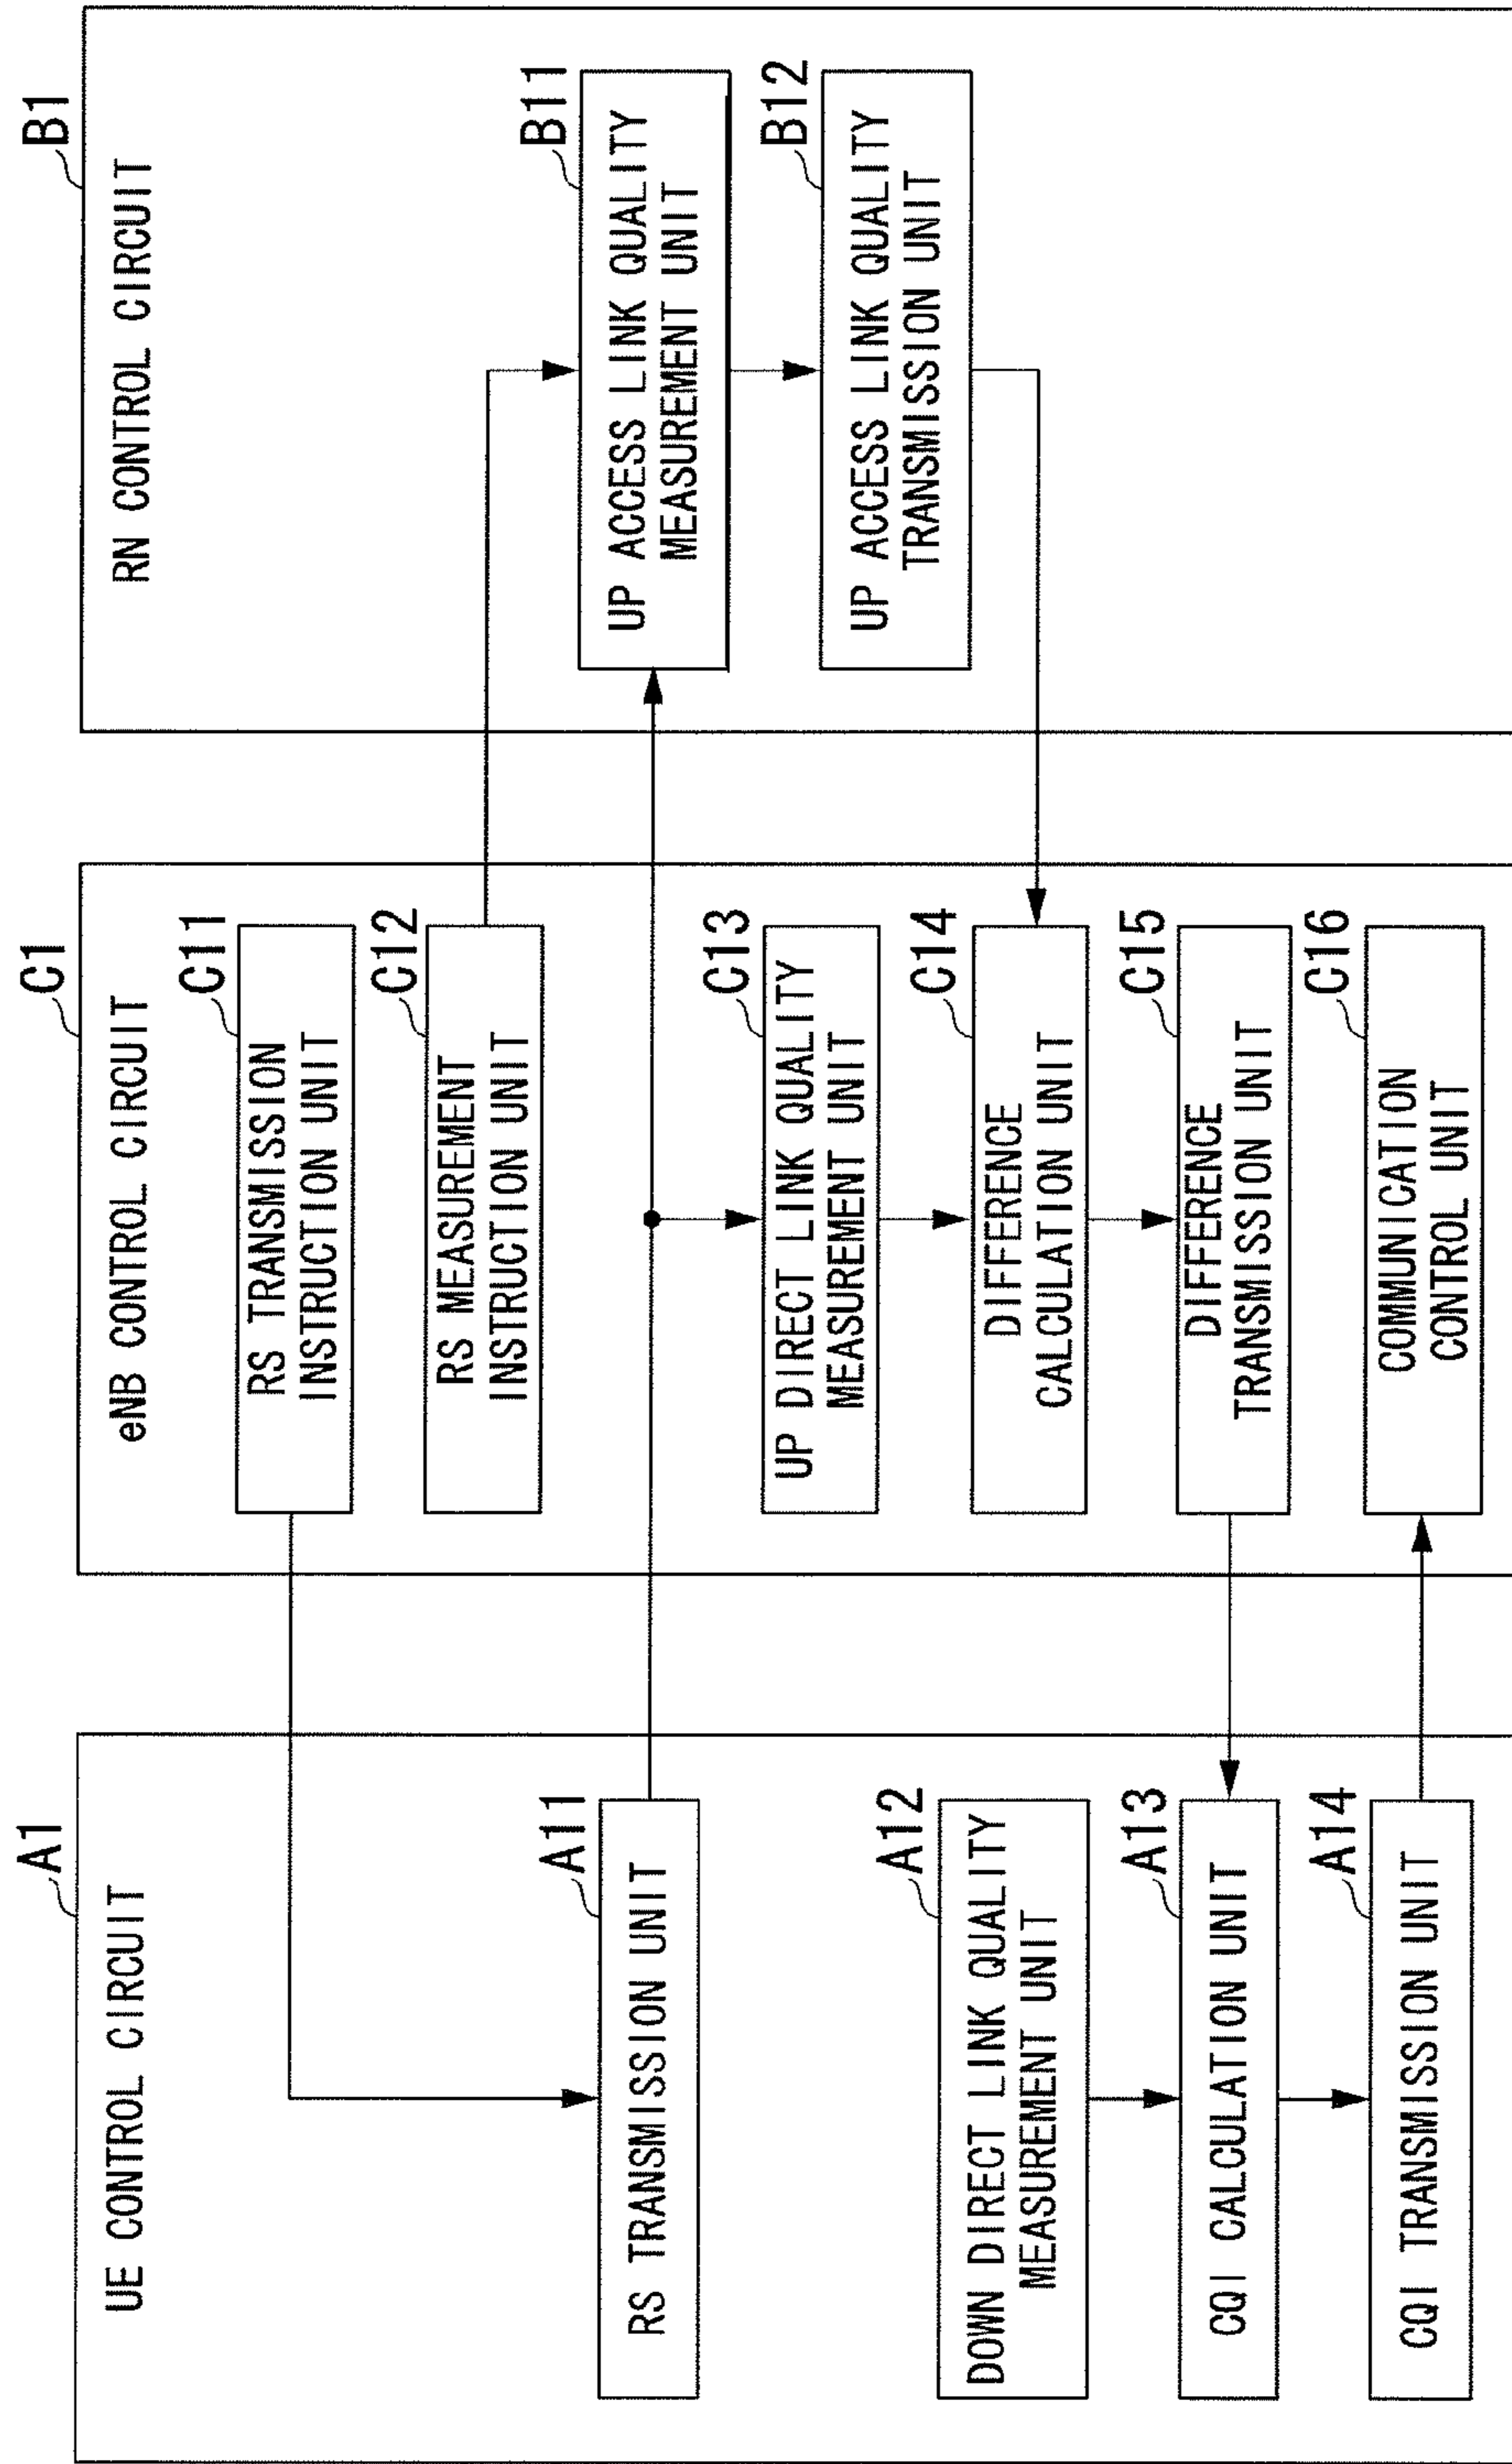 A1
UE CONTROL CIRCUIT
A11
RS TRANSMISSION UNIT
A12
DOWN DIRECT LINK QUALITY
MEASUREMENT UNIT
A13
CQI CALCULATION UNIT
A14
CQI TRANSMISSION UNIT
C1
eNB CONTROL CIRCUIT
C11
RS TRANSMISSION
INSTRUCTION UNIT
C12
RS MEASUREMENT
INSTRUCTION UNIT
C13
UP DIRECT LINK QUALITY
MEASUREMENT UNIT
C14
DIFFERENCE
CALCULATION UNIT
C15
DIFFERENCE
TRANSMISSION UNIT
C16
COMMUNICATION
CONTROL UNIT
B1
RN CONTROL CIRCUIT
B11
UP ACCESS LINK QUALITY
MEASUREMENT UNIT
B12
UP ACCESS LINK QUALITY
TRANSMISSION UNIT